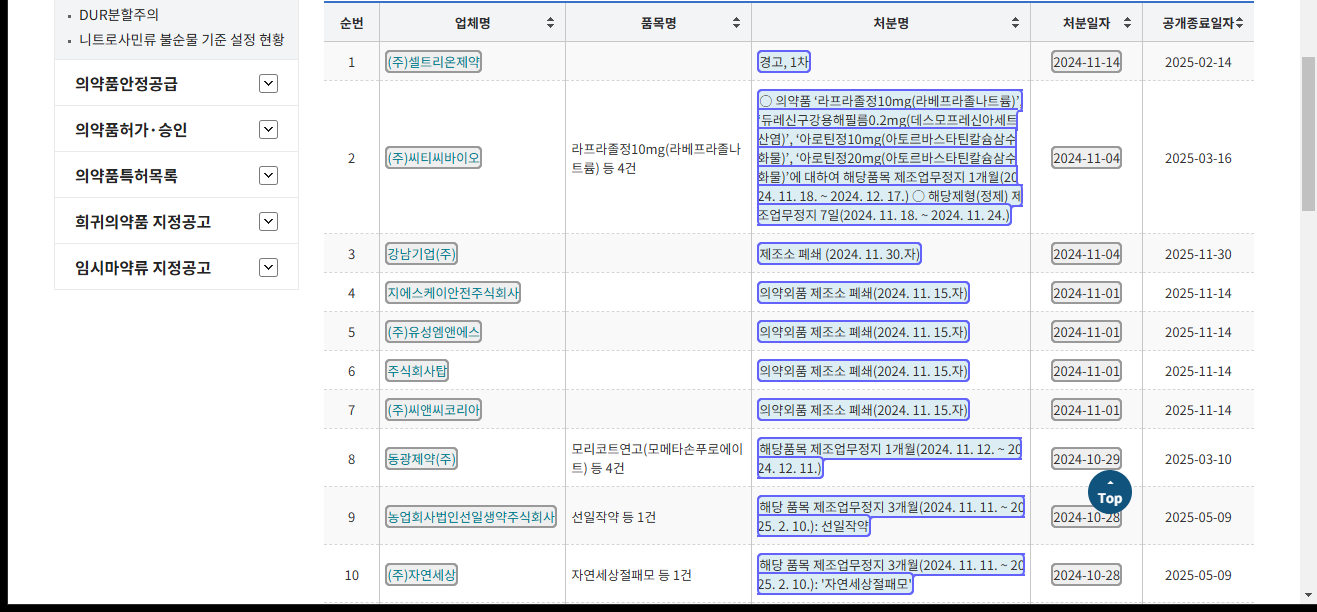 DUR분할주의
니트로사민류 불순물 기준 설정 현황
의약품안정공급
의약품허가·승인
의약품특허목록
희귀의약품 지정공고
임시마약류 지정공고
순번 업체명 품목명 처분명 처분일자 공개종료일자
1 (주)셀트리온제약 경고, 1차 2024-11-14 2025-02-14
2 (주)씨티씨바이오 라프라졸정10mg(라베프라졸나
트륨) 등 4건
○ 의약품 ‘라프라졸정10mg(라베프라졸나트륨)’,
‘듀레신구강용해필름0.2mg(데스모프레신아세트
산염)’, ‘아로틴정10mg(아토르바스타틴칼슘삼수
화물)’, ‘아로틴정20mg(아토르바스타틴칼슘삼수
화물)’에 대하여 해당품목 제조업무정지 1개월(20
24. 11. 18. ~ 2024. 12. 17.) ○ 해당제형(정제) 제
조업무정지 7일(2024. 11. 18. ~ 2024. 11. 24.)
2024-11-04 2025-03-16
3 강남기업(주) 제조소 폐쇄 (2024. 11. 30.자) 2024-11-04 2025-11-30
4 지에스케이안전주식회사 의약외품 제조소 폐쇄(2024. 11. 15.자) 2024-11-01 2025-11-14
5 (주)유성엠앤에스 의약외품 제조소 폐쇄(2024. 11. 15.자) 2024-11-01 2025-11-14
6 주식회사탑 의약외품 제조소 폐쇄(2024. 11. 15.자) 2024-11-01 2025-11-14
7 (주)씨앤씨코리아 의약외품 제조소 폐쇄(2024. 11. 15.자) 2024-11-01 2025-11-14
8 동광제약(주) 모리코트연고(모메타손푸로에이
트) 등 4건
해당품목 제조업무정지 1개월(2024. 11. 12. ~ 20
24. 12. 11.)
2024-10-29 2025-03-10
Top
9 농업회사법인선일생약주식회사 선일작약 등 1건
해당 품목 제조업무정지 3개월(2024. 11. 11. ~ 20
25. 2. 10.): 선일작약
2024-10-28 2025-05-09
10 (주)자연세상 자연세상절패모 등 1건
해당 품목 제조업무정지 3개월(2024. 11. 11. ~ 20
25. 2. 10.): '자연세상절패모'
2024-10-28 2025-05-09